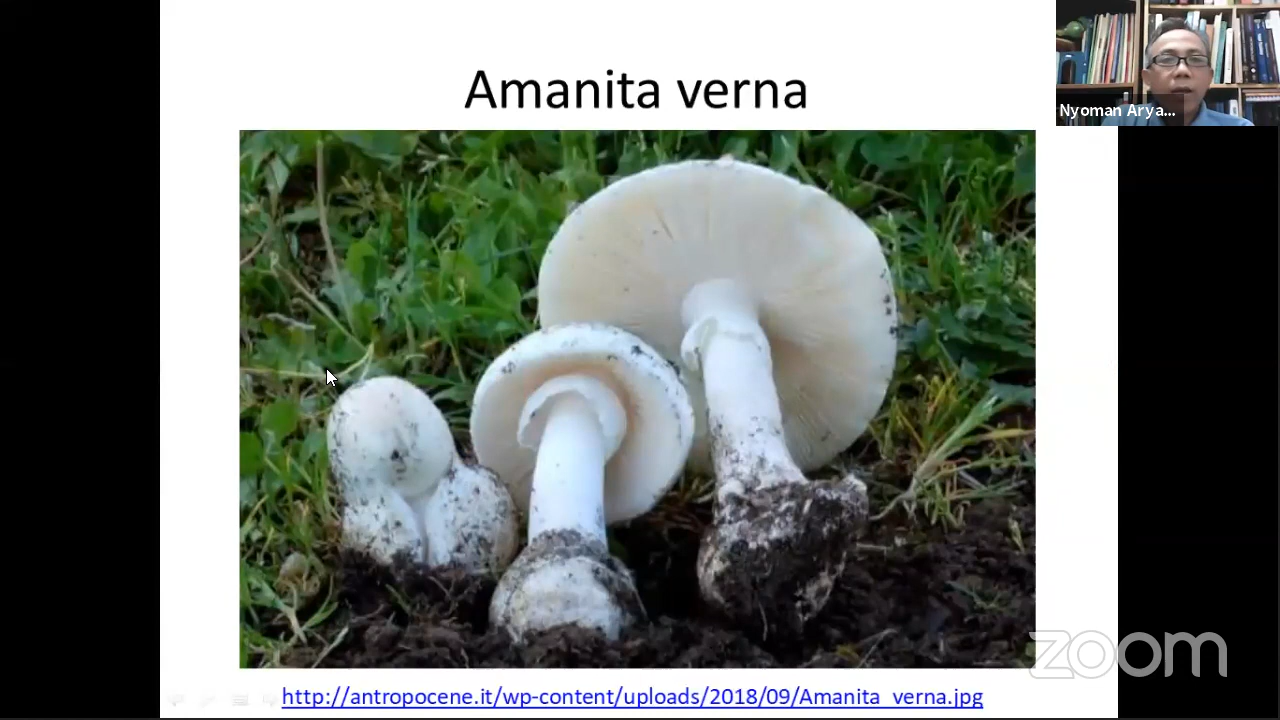 Amanita verna
Nyoman Arya...
zoom
http://antropocene.it/wp-content/uploads/2018/09/Amanita_verna.jpg